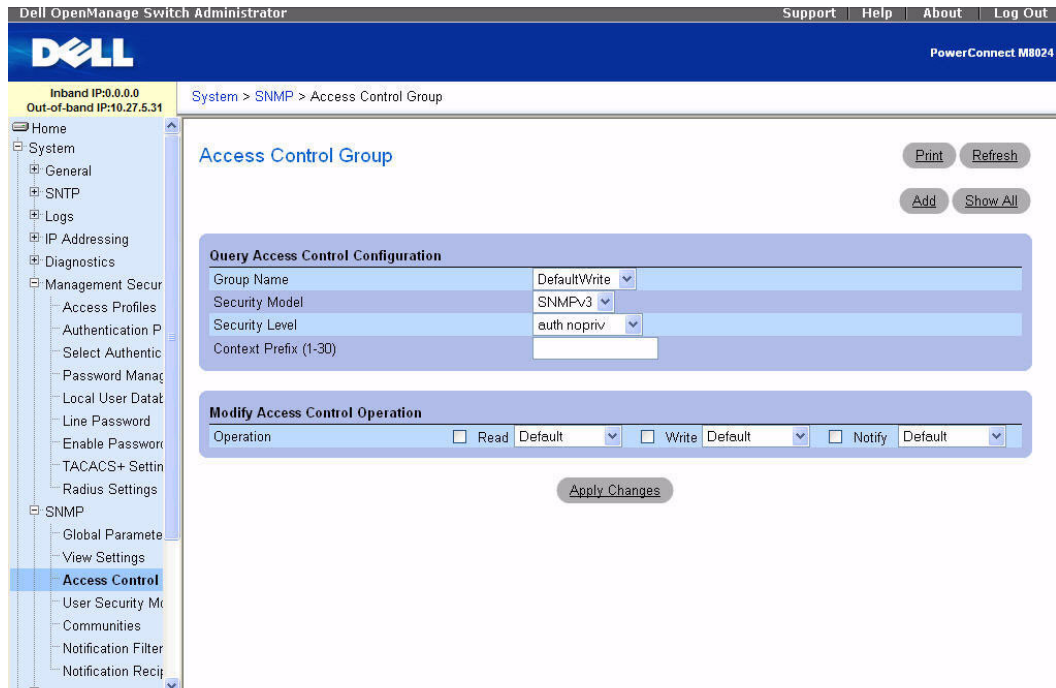 Dell OpenManage Switch Administrator
Support Help About Log Out
DELL
PowerConnect M8024
Inband IP:0.0.0.0
Out-of-band IP:10.27.5.31
System > SNMP > Access Control Group
Home
System
General
SNTP
Logs
IP Addressing
Diagnostics
Management Secur
Access Profiles
Authentication P
Select Authentic
Password Manag
Local User Datab
Line Password
Enable Password
TACACS+ Settin
Radius Settings
SNMP
Global Paramete
View Settings
Access Control
User Security Mo
Communities
Notification Filter
Notification Recip
Access Control Group
Print Refresh
Add Show All
Query Access Control Configuration
Group Name DefaultWrite
Security Model SNMPv3
Security Level auth nopriv
Context Prefix (1-30)
Modify Access Control Operation
Operation Read Default Write Default Notify Default
Apply Changes